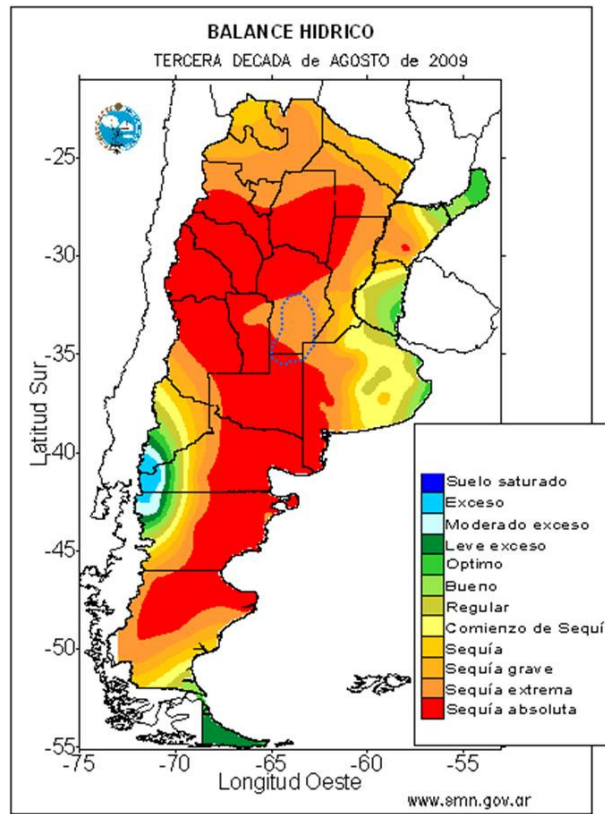 BALANCE HIDRICO
TERCERA DECADA de AGOSTO de 2009
-25
-30
-35
-40
-45
-50
-55
Latitud Sur
-75
-70
-65
-60
-55
Longitud Oeste
Suelo saturado
Exceso
Moderado exceso
Leve exceso
Optimo
Bueno
Regular
Comienzo de Sequí
Sequía
Sequía grave
Sequía extrema
Sequía absoluta
www.smn.gov.ar